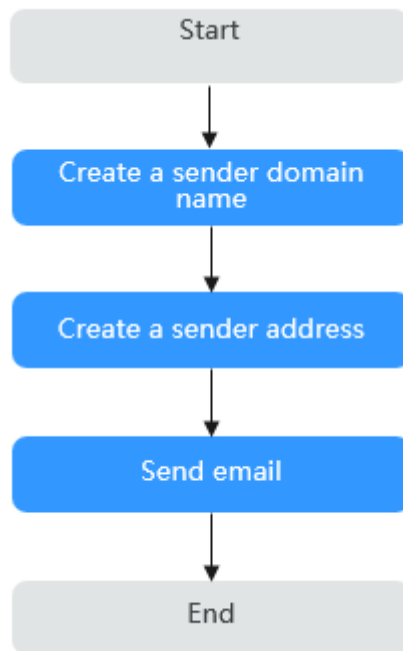 Start
Create a sender domain
name
Create a sender address
Send email
End